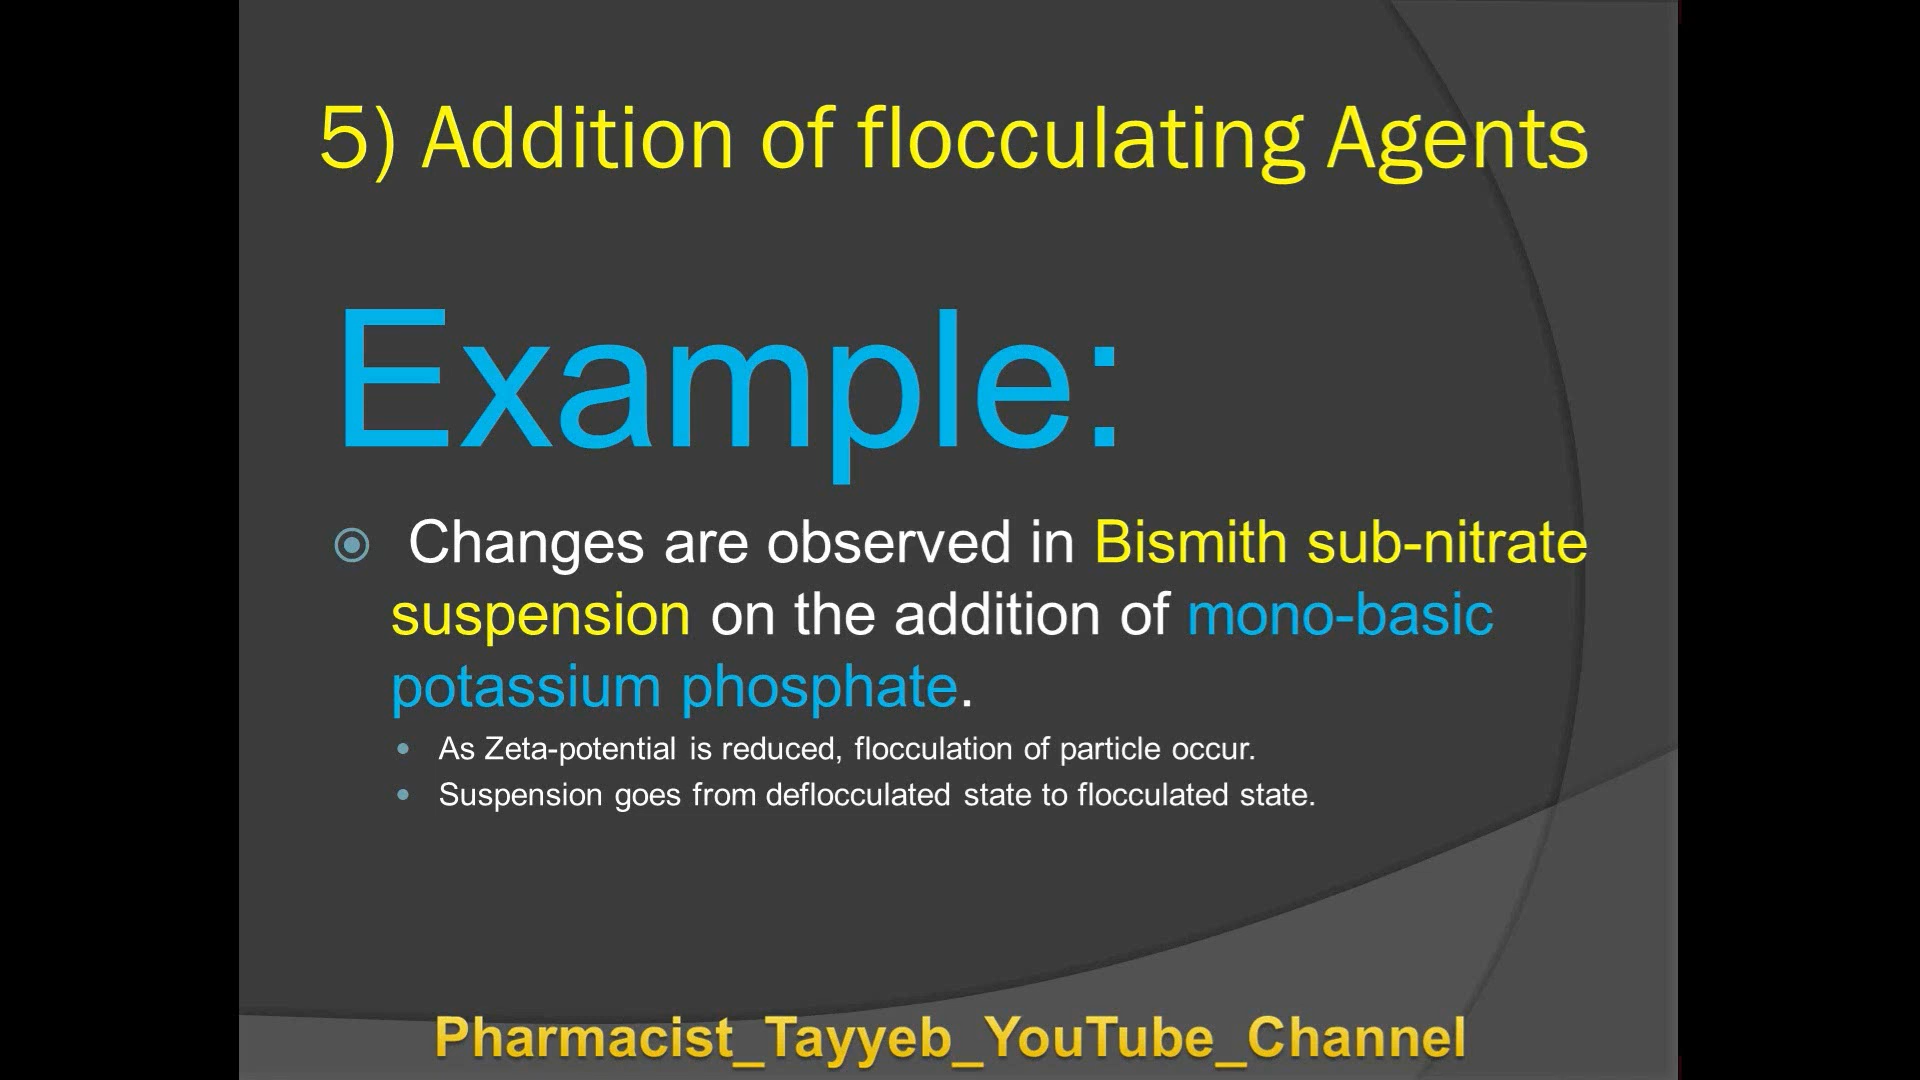 5) Addition of flocculating Agents
Example:
Changes are observed in Bismith sub-nitrate
suspension on the addition of mono-basic
potassium phosphate.
As Zeta-potential is reduced, flocculation of particle occur.
Suspension goes from deflocculated state to flocculated state.
Pharmacist_Tayyeb_YouTube_Channel